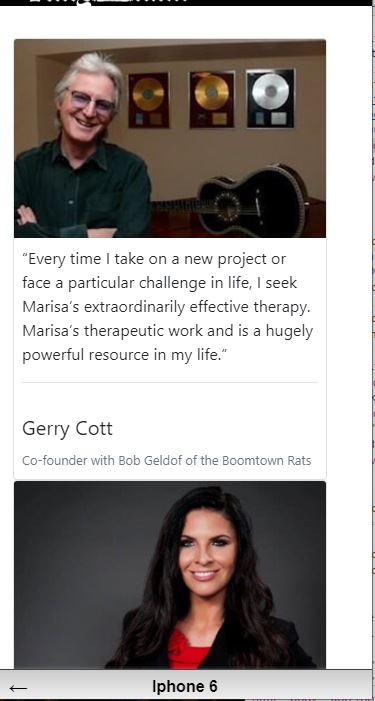 “Every time I take on a new project or
face a particular challenge in life, I seek
Marisa’s extraordinarily effective therapy.
Marisa’s therapeutic work and is a hugely
powerful resource in my life.”
Gerry Cott
Co-founder with Bob Geldof of the Boomtown Rats
← Iphone 6